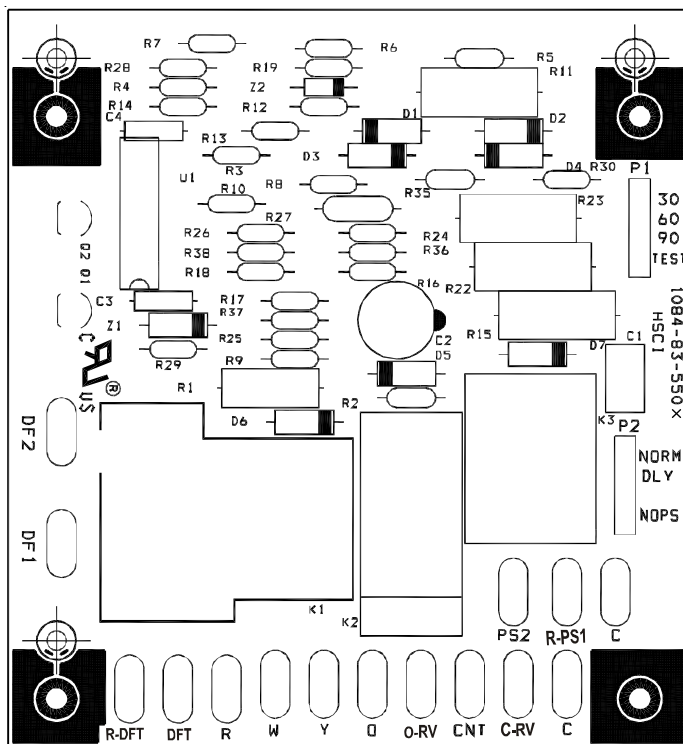 R7
R6
R28
R19
R5
R4
Z2
R11
R14
R12
C4
D1
D2
R13
D3
R3
U1
R10
R8
R35
D4
R30
P1
R27
R23
30
60
90
TEST
R26
R24
R38
R36
R18
Q2
Q1
R16
R22
C3
R17
R37
Z1
R25
C2
R15
R29
R9
D5
D7
C1
1084-83-550X
HSCI
C
US
®
R1
R2
D6
K3
P2
DF2
NORM
DLY
NOPS
DF1
K1
K2
PS2
R-PS1
C
R-DFT
DFT
R
W
Y
O
O-RV
CNT
C-RV
C